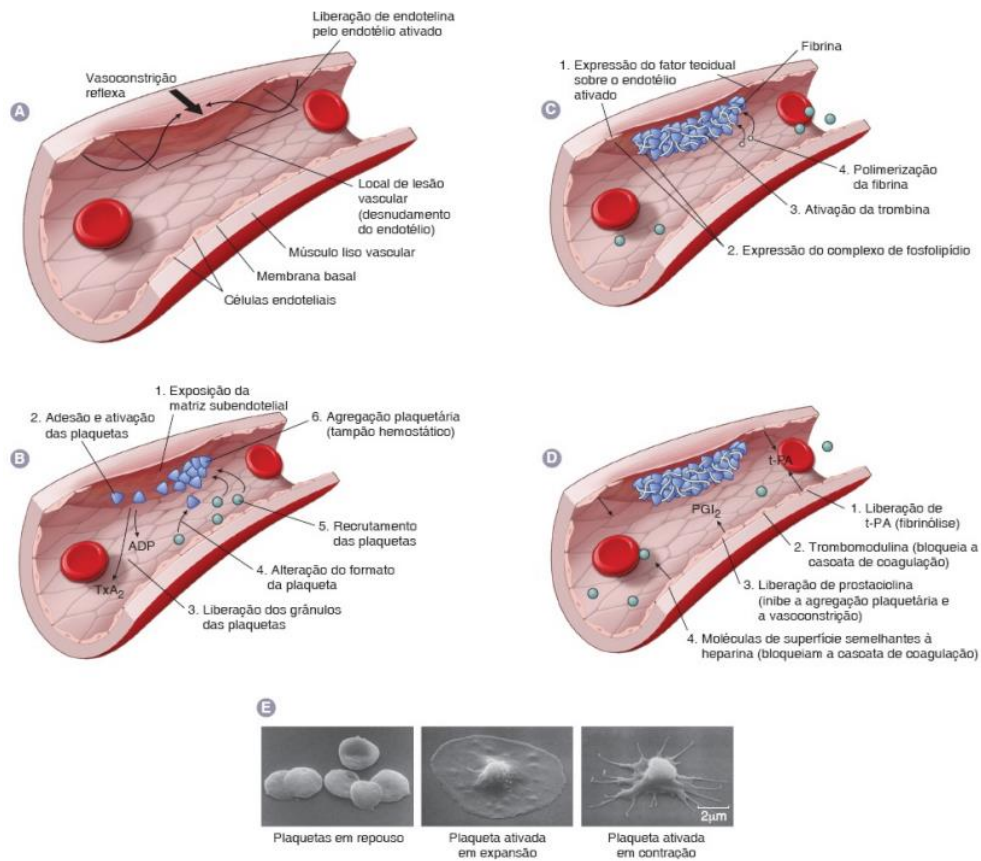 A
Liberação de endotelina
pelo endotélio ativado
Vasoconstrição
reflexa
Local de lesão
vascular
(desnudamento
do endotélio)
Músculo liso vascular
Membrana basal
Células endoteliais
C
Fibrina
1. Expressão do fator tecidual
sobre o endotélio
ativado
4. Polimerização
da fibrina
3. Ativação da trombina
2. Expressão do complexo de fosfolipídio
B
1. Exposição da
matriz subendotelial
2. Adesão e ativação
das plaquetas
6. Agregação plaquetária
(tampão hemostático)
5. Recrutamento
das plaquetas
ADP
4. Alteração do formato
da plaqueta
TxA2
3. Liberação dos grânulos
das plaquetas
D
t-PA
PGI2
1. Liberação de
t-PA (fibrinólise)
2. Trombomodulina (bloqueia a
cascata de coagulação)
3. Liberação de prostaciclina
(inibe a agregação plaquetária e
a vasoconstrição)
4. Moléculas de superfície semelhantes à
heparina (bloqueiam a cascata de coagulação)
E
2μm
Plaquetas em repouso
Plaqueta ativada
em expansão
Plaqueta ativada
em contração